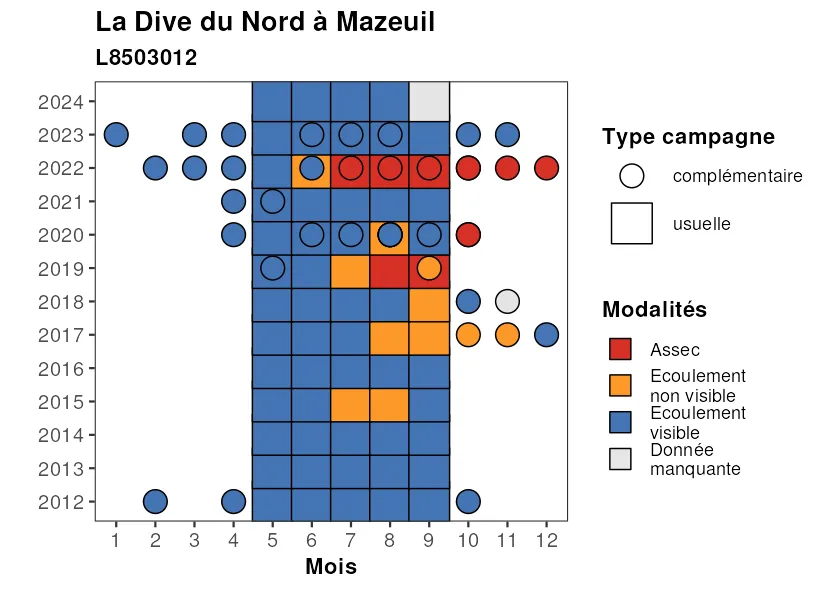 La Dive du Nord à Mazeuil
L8503012
2024
2023
2022
2021
2020
2019
2018
2017
2016
2015
2014
2013
2012
1 2 3 4 5 6 7 8 9 10 11 12
Mois
Type campagne
complémentaire
usuelle
Modalités
Assec
Ecoulement
non visible
Ecoulement
visible
Donnée
manquante